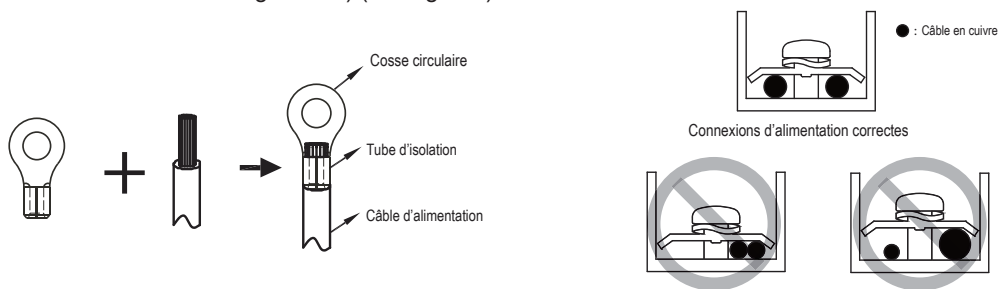 Cosse circulaire
Tube d'isolation
Câble d'alimentation
: Câble en cuivre
Connexions d'alimentation correctes